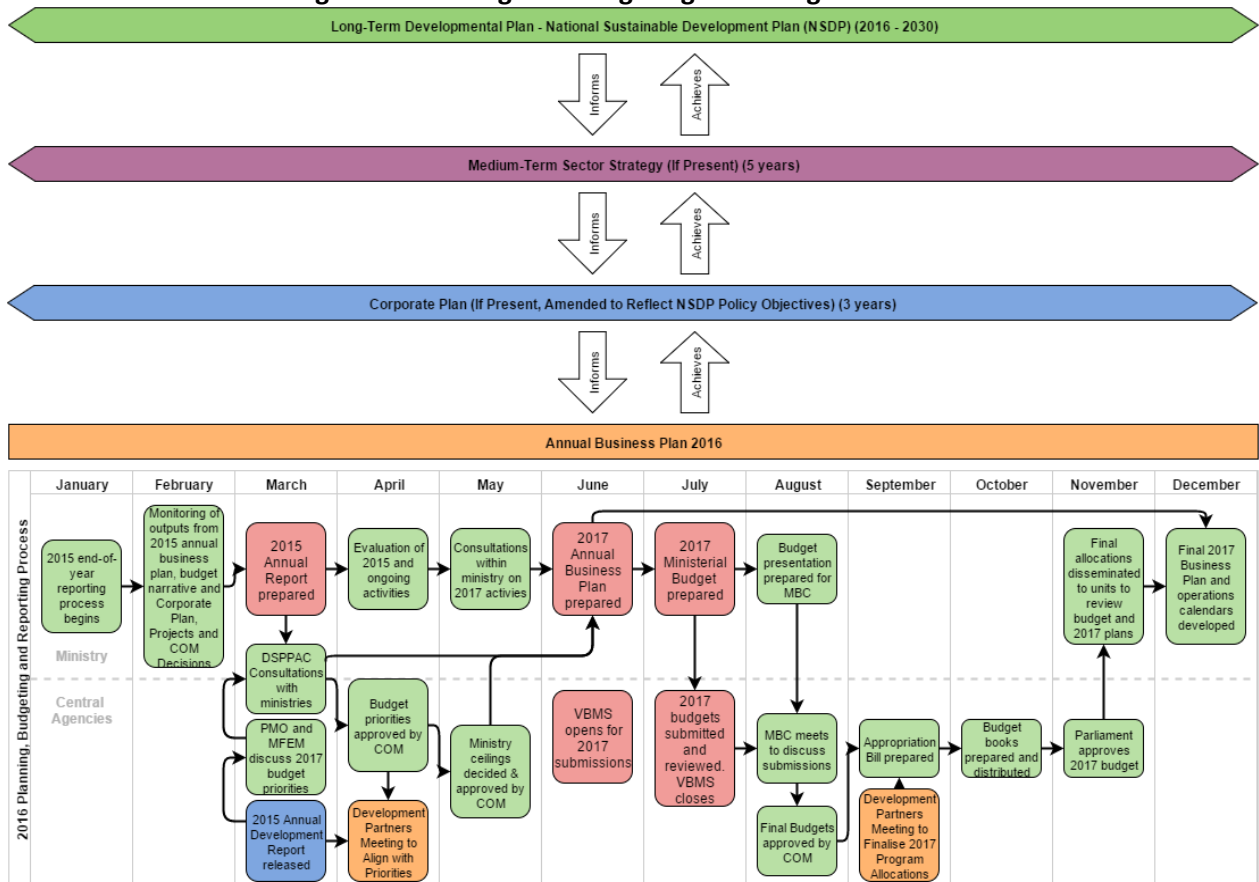 Long-Term Developmental Plan - National Sustainable Development Plan (NSDP) (2016 - 2030)
Informs
Achieves
Medium-Term Sector Strategy (If Present) (5 years)
Informs
Achieves
Corporate Plan (If Present, Amended to Reflect NSDP Policy Objectives) (3 years)
Informs
Achieves
Annual Business Plan 2016
2016 Planning, Budgeting and Reporting Process
January
February
March
April
May
June
July
August
September
October
November
December
Ministry
2015 end-of-
year
reporting
process
begins
Monitoring of
outputs from
2015 annual
business
plan, budget
narrative and
Corporate
Plan,
Projects and
COM
Decisions
2015
Annual
Report
prepared
Evaluation of
2015 and
ongoing
activities
Consultations
within
ministry on
2017 activies
2017
Annual
Business
Plan
prepared
2017
Ministerial
Budget
prepared
Budget
presentation
prepared for
MBC
Final
allocations
disseminated
to units to
review
budget and
2017 plans
Final 2017
Business
Plan and
operations
calendars
developed
DSPPAC
Consultations
with
ministries
Central
Agencies
PMO and
MFEM
discuss 2017
budget
priorities
2015 Annual
Development
Report
released
Budget
priorities
approved by
COM
Development
Partners
Meeting to
Align with
Priorities
Ministry
ceilings
decided &
approved by
COM
VBMS
opens for
2017
submissions
2017
budgets
submitted
and
reviewed.
VBMS
closes
MBC meets
to discuss
submissions
Final Budgets
approved by
COM
Appropriation
Bill prepared
Development
Partners
Meeting to
Finalise 2017
Program
Allocations
Budget
books
prepared and
distributed
Parliament
approves
2017 budget